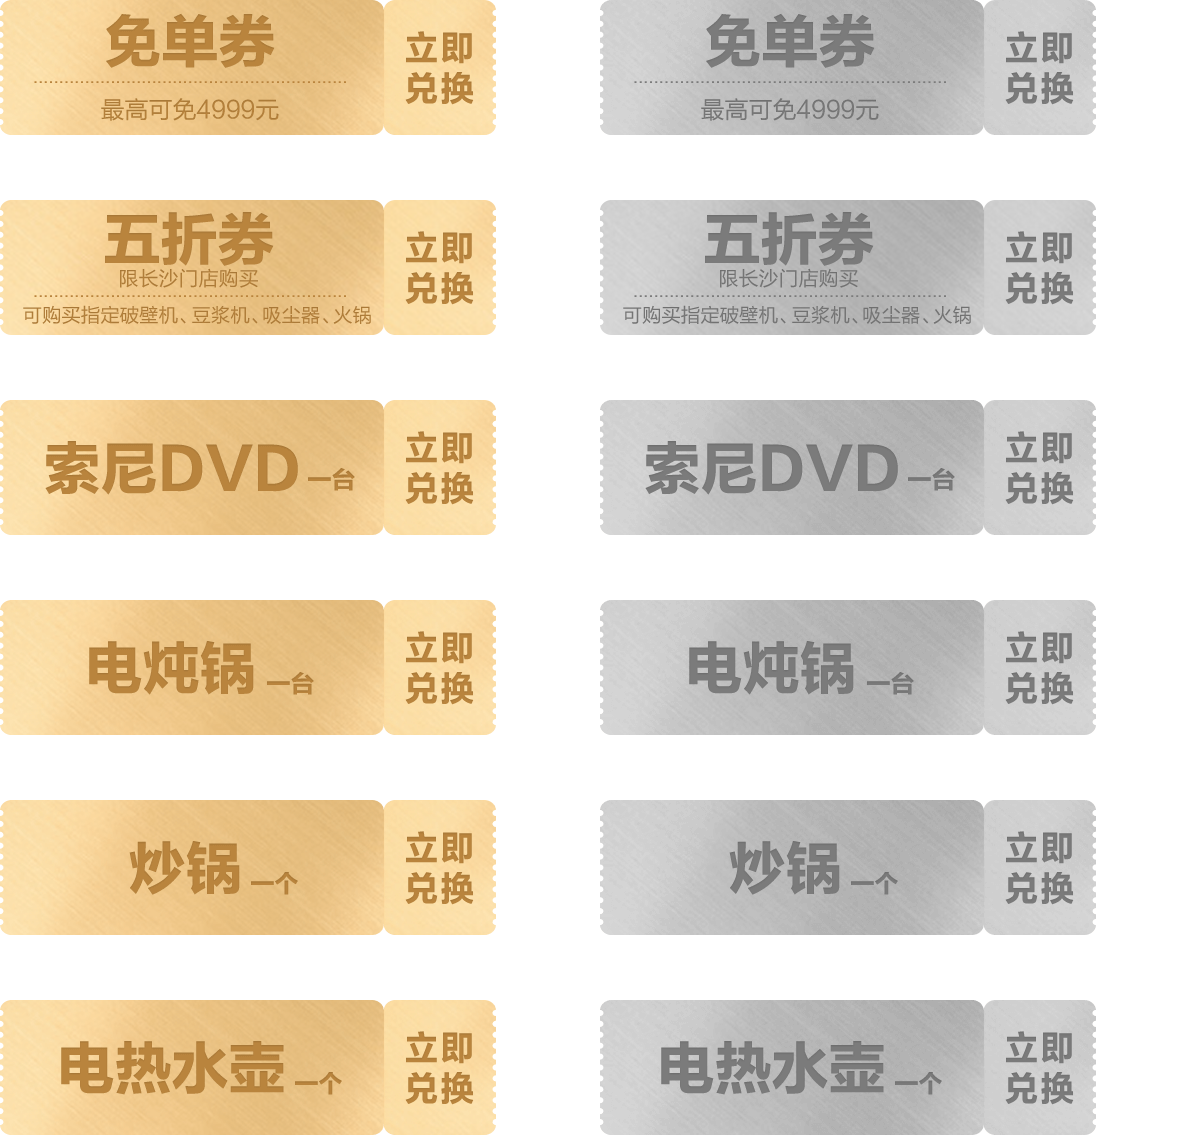 免单券
最高可免4999元
立即
兑换
免单券
最高可免4999元
立即
兑换
五折券
限长沙门店购买
可购买指定破壁机、豆浆机、吸尘器、火锅
立即
兑换
五折券
限长沙门店购买
可购买指定破壁机、豆浆机、吸尘器、火锅
立即
兑换
索尼DVD 一台
立即
兑换
索尼DVD 一台
立即
兑换
电炖锅 一台
立即
兑换
电炖锅 一台
立即
兑换
炒锅 一个
立即
兑换
炒锅 一个
立即
兑换
电热水壶 一个
立即
兑换
电热水壶 一个
立即
兑换